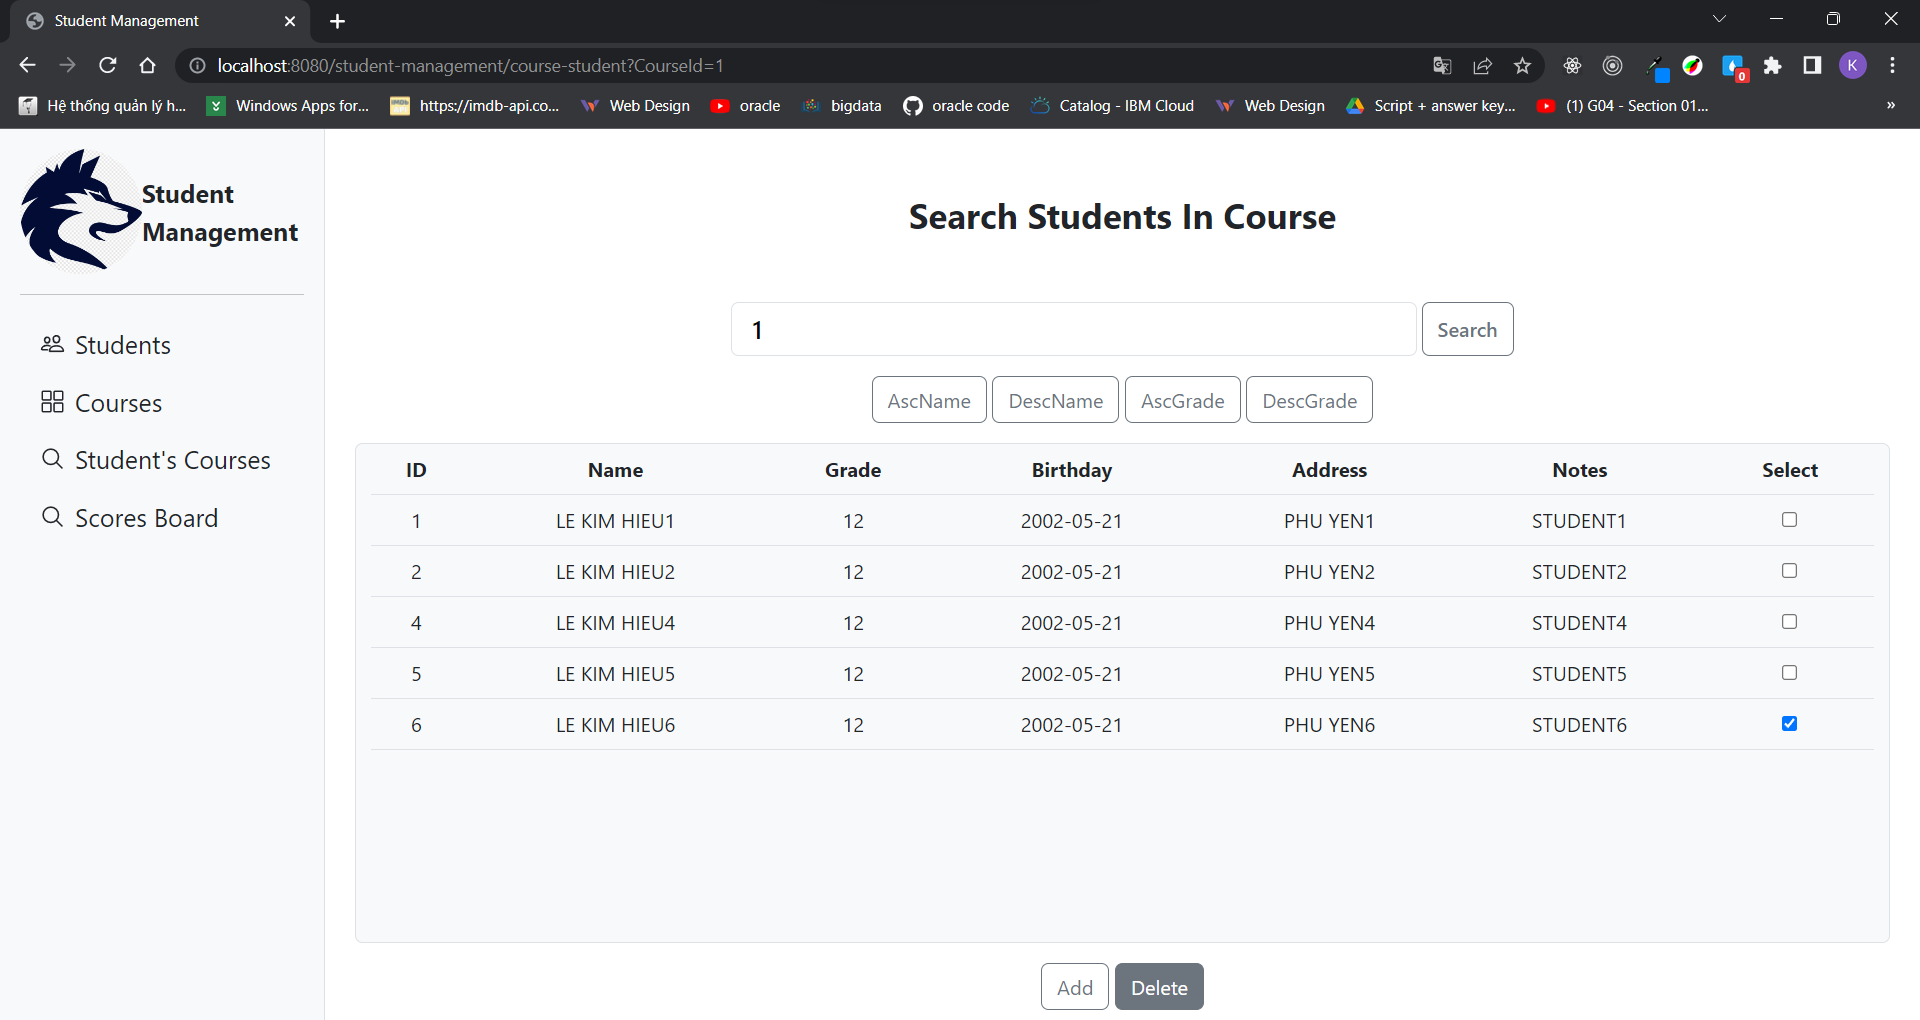 Student Management
localhost:8080/student-management/course-student?CourseId=1
0
K
Hệ thống quản lý h... Windows Apps for... https://imdb-api.co... Web Design oracle bigdata oracle code Catalog - IBM Cloud Web Design Script + answer key... (1) G04 - Section 01... »
Student
Management
Students
Courses
Student's Courses
Scores Board
Search Students In Course
1 Search
AscName DescName AscGrade DescGrade
ID Name Grade Birthday Address Notes Select
1 LE KIM HIEU1 12 2002-05-21 PHU YEN1 STUDENT1
2 LE KIM HIEU2 12 2002-05-21 PHU YEN2 STUDENT2
4 LE KIM HIEU4 12 2002-05-21 PHU YEN4 STUDENT4
5 LE KIM HIEU5 12 2002-05-21 PHU YEN5 STUDENT5
6 LE KIM HIEU6 12 2002-05-21 PHU YEN6 STUDENT6
Add Delete